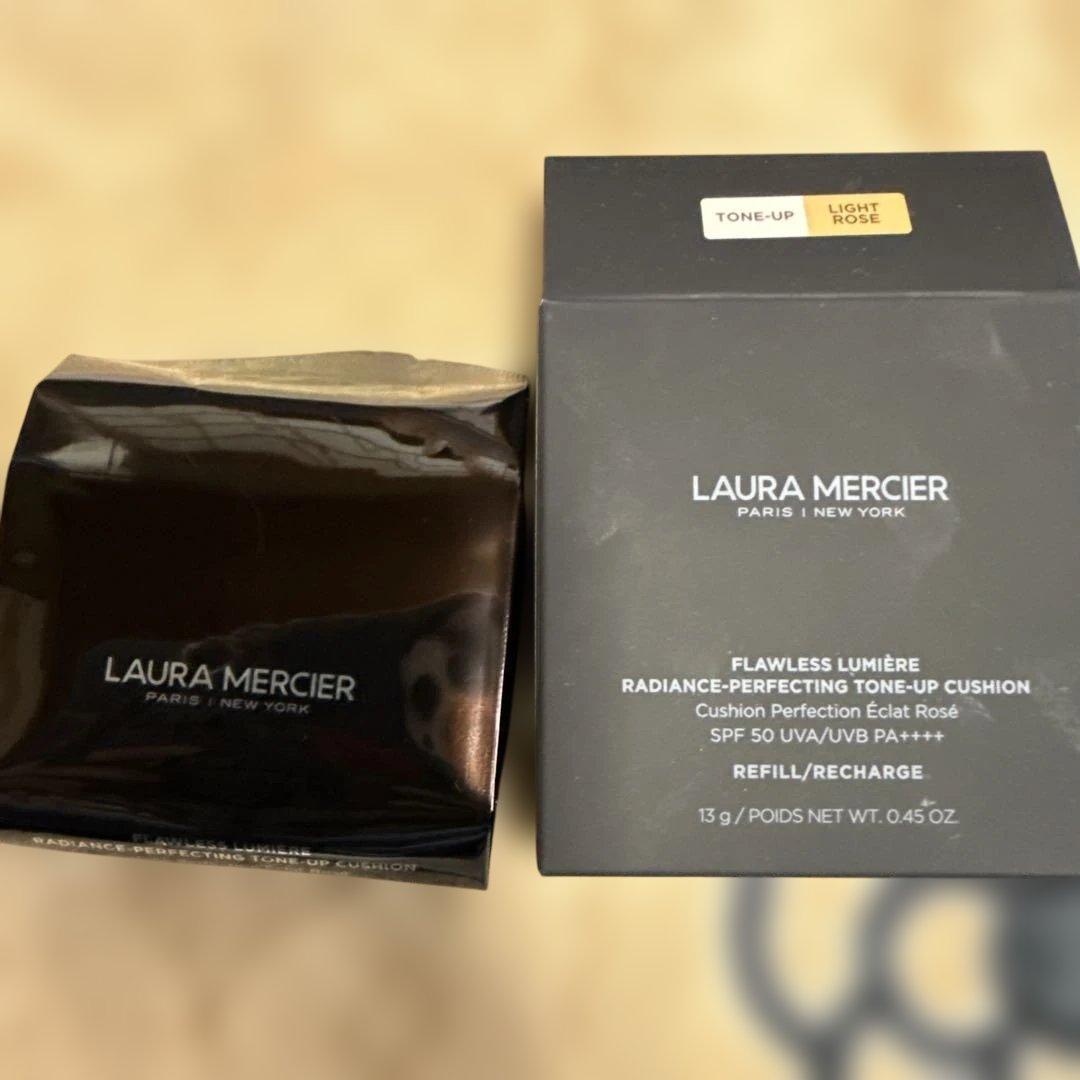 TONE-UP
LIGHT
ROSE
LAURA MERCIER
PARIS | NEW YORK
FLAWLESS LUMIÈRE
RADIANCE-PERFECTING TONE-UP CUSHION
Cushion Perfection Éclat Rosé
SPF 50 UVA/UVB PA++++
REFILL/RECHARGE
13 g / POIDS NET WT. 0.45 OZ.
LAURA MERCIER
PARIS | NEW YORK
FLAWLESS LUMIÈRE
RADIANCE-PERFECTING TONE-UP CUSHION